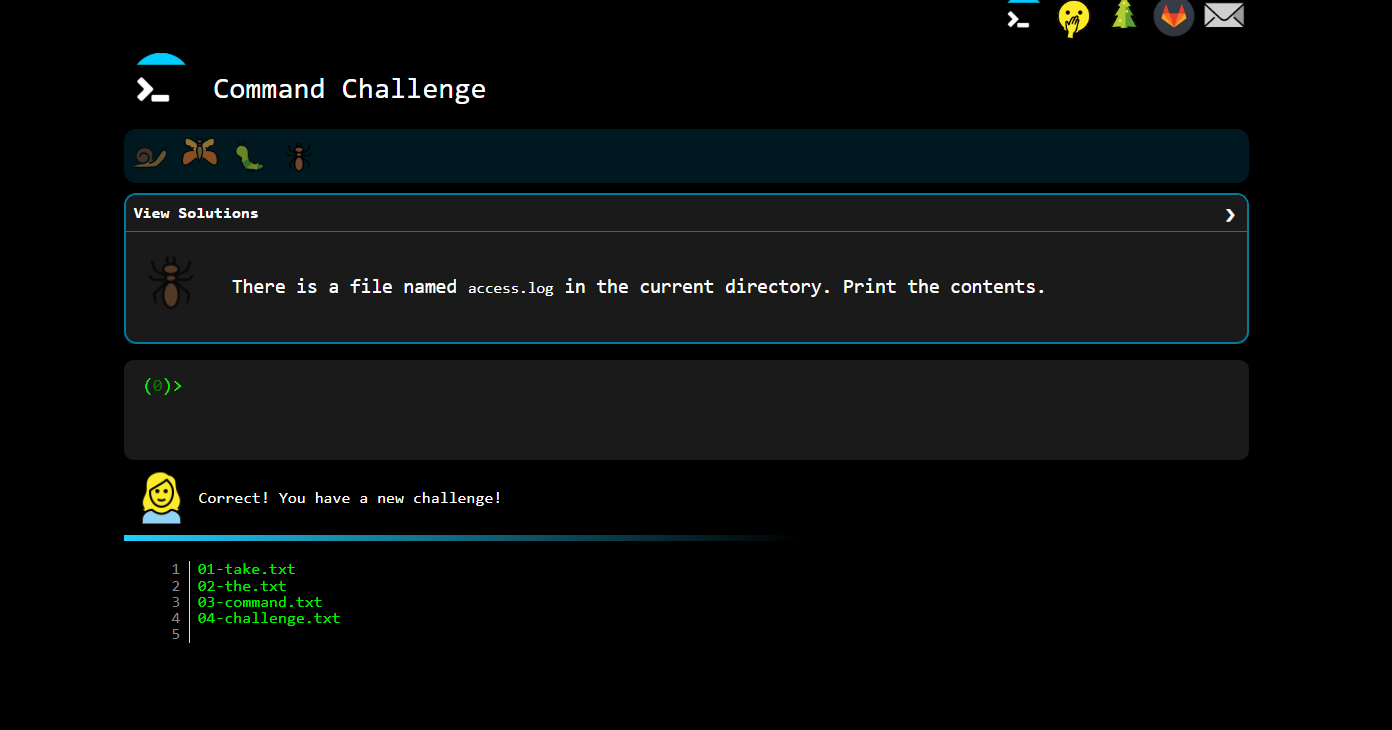 Command Challenge
View Solutions
There is a file named access.log in the current directory. Print the contents.
(0)>
Correct! You have a new challenge!
1 01-take.txt
2 02-the.txt
3 03-command.txt
4 04-challenge.txt
5